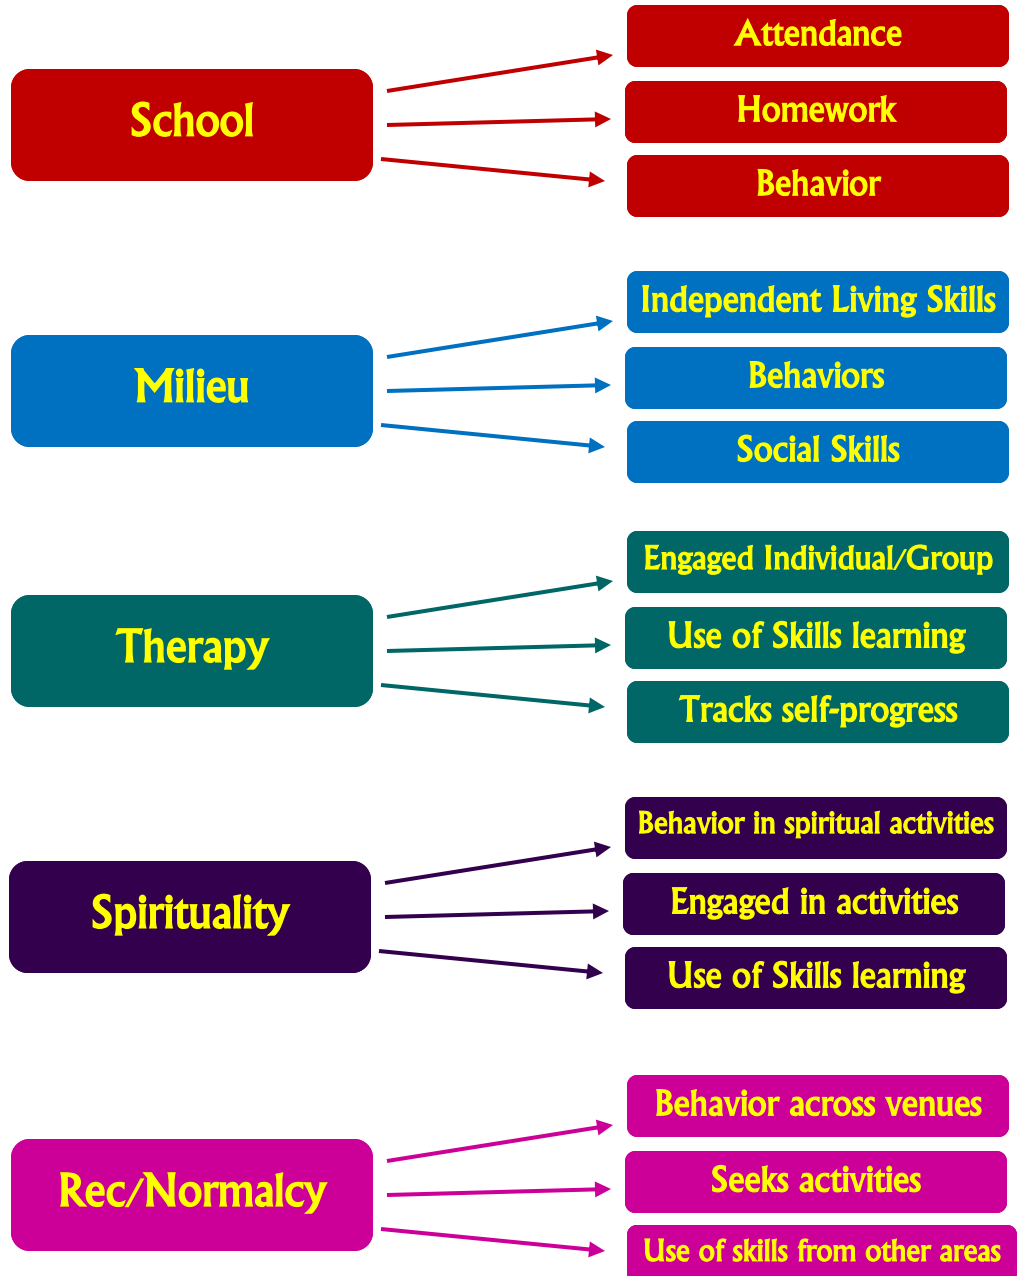 School
Attendance
Homework
Behavior
Milieu
Independent Living Skills
Behaviors
Social Skills
Therapy
Engaged Individual/Group
Use of Skills learning
Tracks self-progress
Spirituality
Behavior in spiritual activities
Engaged in activities
Use of Skills learning
Rec/Normalcy
Behavior across venues
Seeks activities
Use of skills from other areas